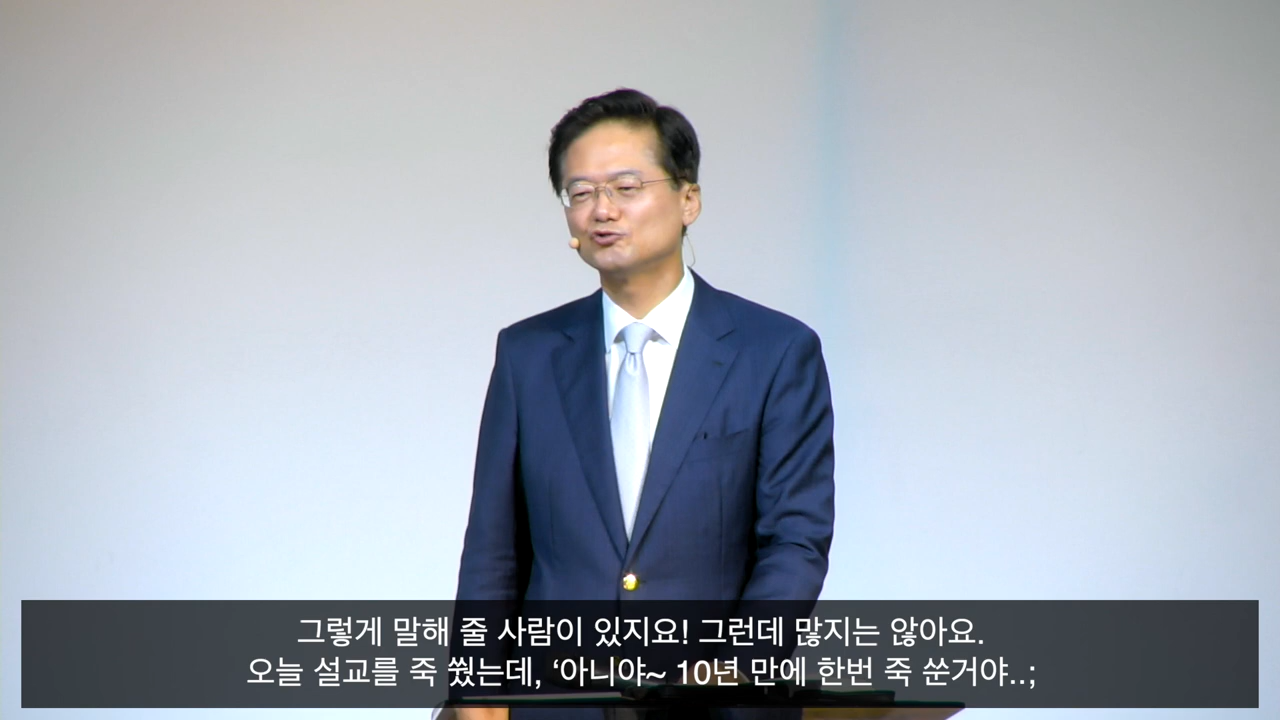 그렇게 말해 줄 사람이 있지요! 그런데 많지는 않아요.
오늘 설교를 죽 쒔는데, ‘아니야~ 10년 만에 한번 죽 쑨거야..;